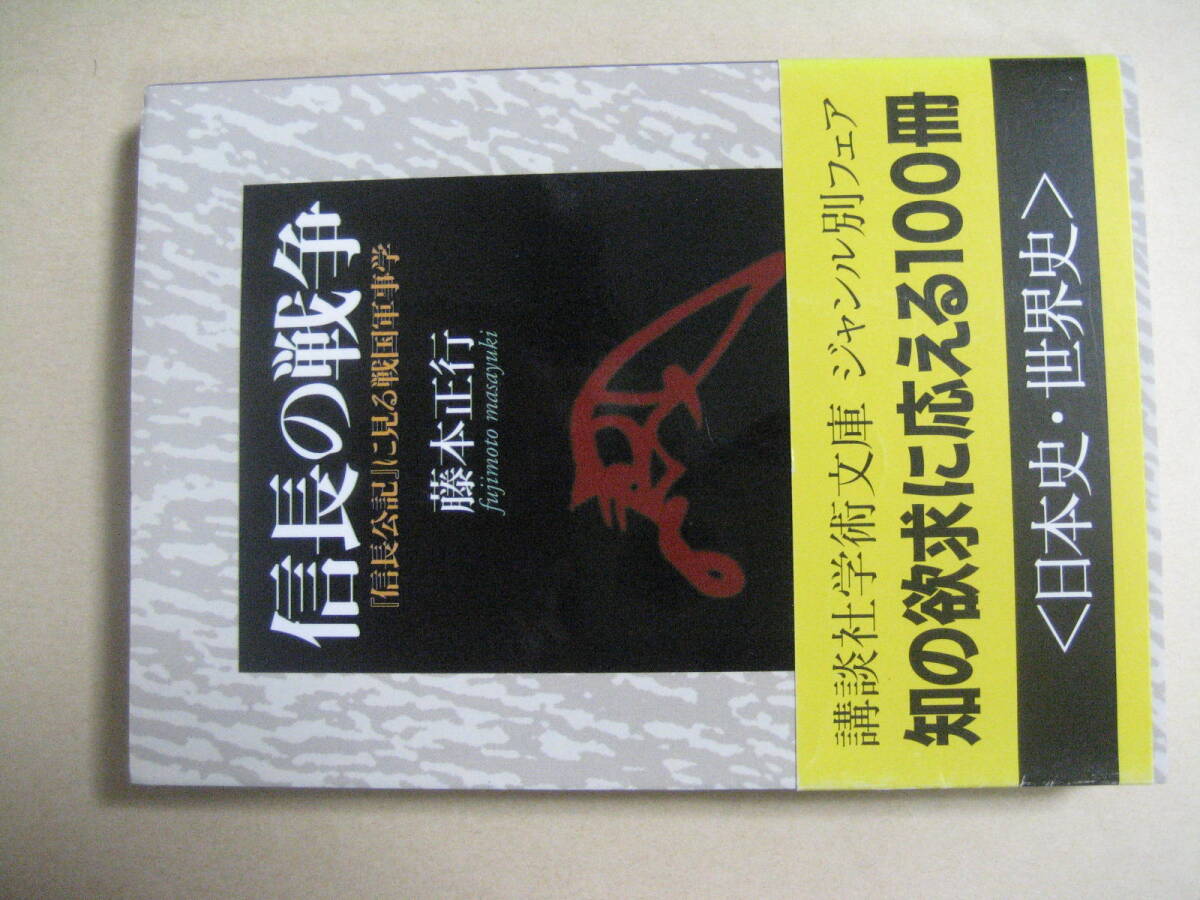 信長の戦争
『信長公記』に見る戦国軍事学
藤本正行
fujimoto masayuki
講談社学術文庫 ジャンル別フェア
知の欲求に応える100冊
<日本史・世界史>